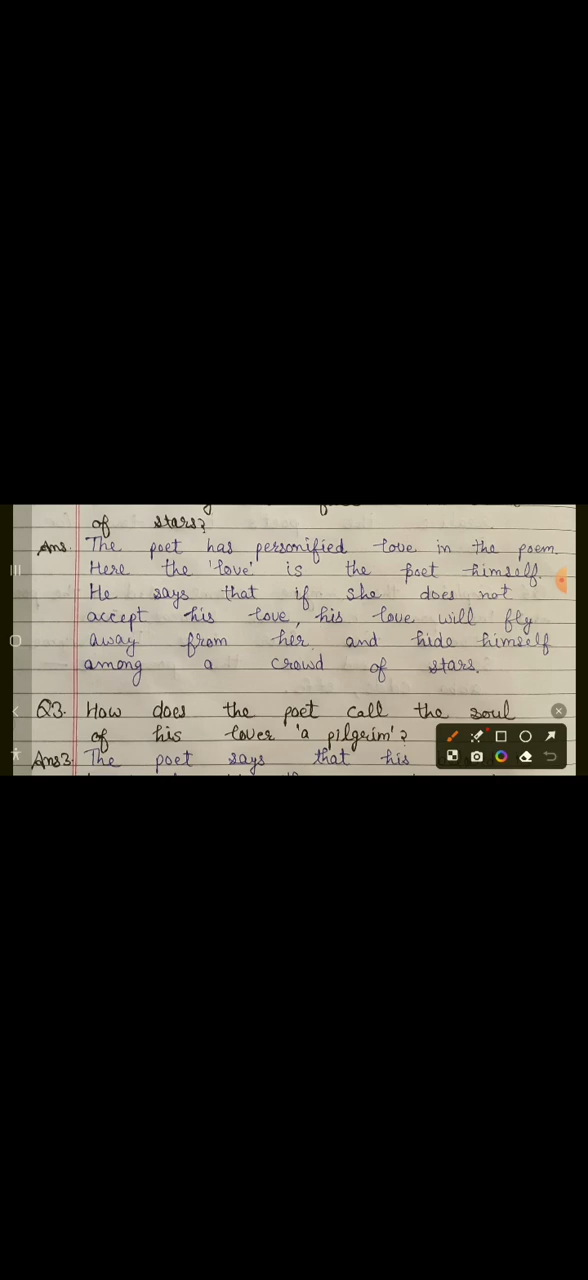 of stars?
Ans. The poet has personified love in the poem.
Here the 'love' is the poet himself.
He says that if she does not
accept his love, his love will fly
away from her and hide himself
among a crowd of stars.
Q3. How does the poet call the soul
of his lover 'a pilgrim'?
Ans3. The poet says that his